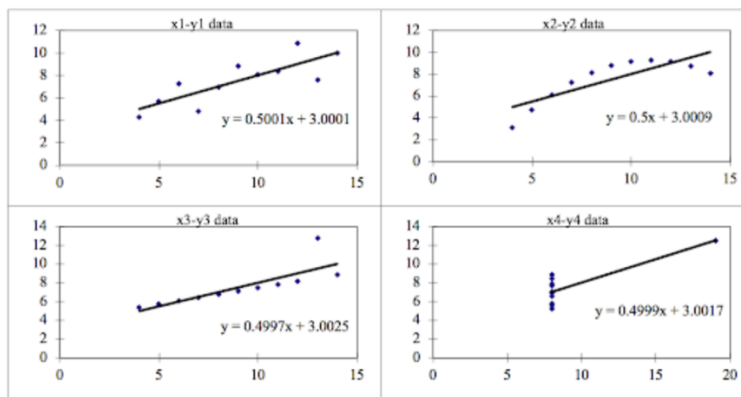 x1-y1 data
12
10
8
6
4
2
0
y = 0.5001x + 3.0001
0 5 10 15
x2-y2 data
12
10
8
6
4
2
0
y = 0.5x + 3.0009
0 5 10 15
x3-y3 data
14
12
10
8
6
4
2
0
y = 0.4997x + 3.0025
0 5 10 15
x4-y4 data
14
12
10
8
6
4
2
0
y = 0.4999x + 3.0017
0 5 10 15 20